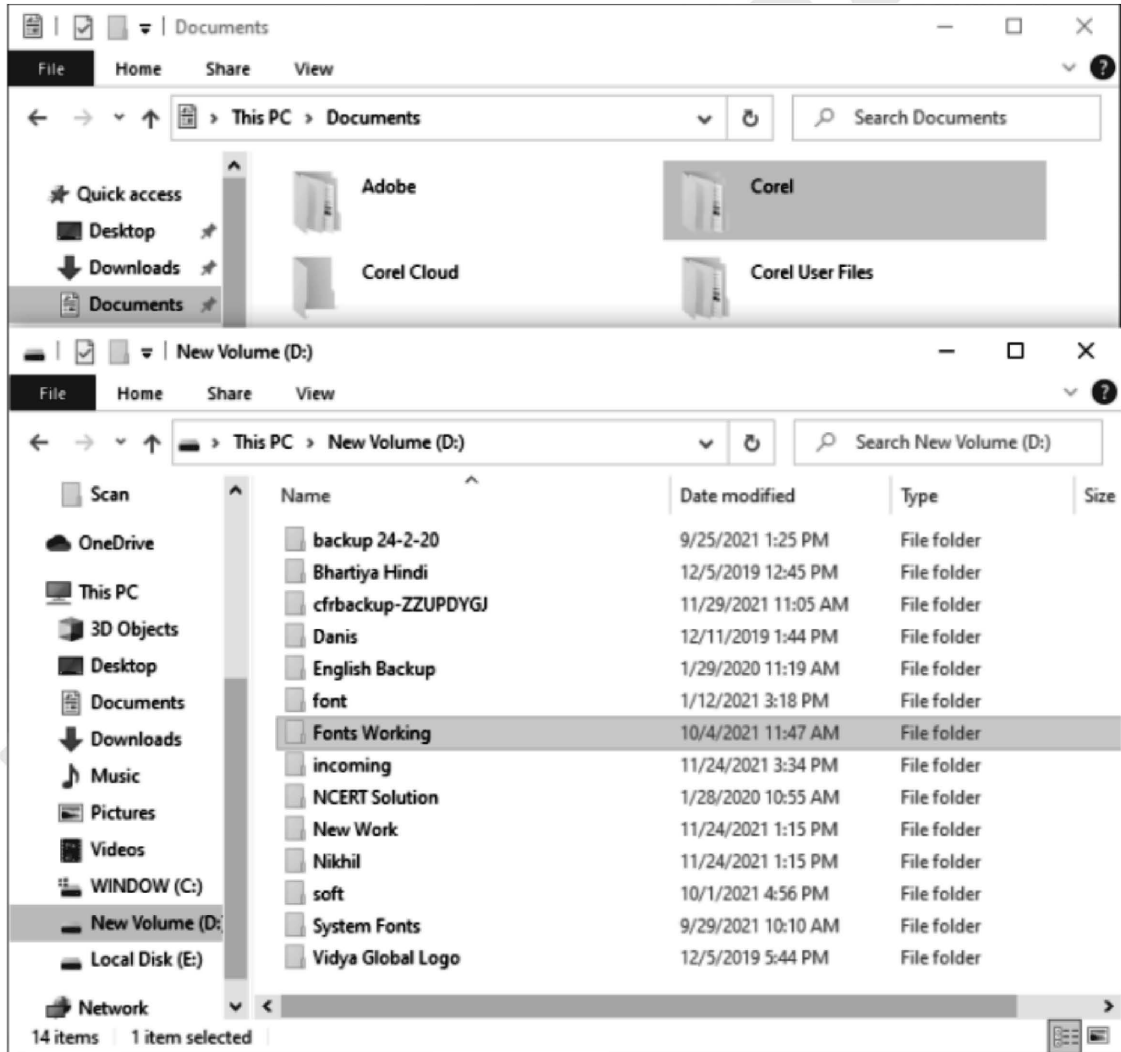 Documents
File Home Share View
This PC > Documents
Search Documents
Quick access
Desktop
Downloads
Documents
Adobe
Corel
Corel Cloud
Corel User Files
New Volume (D:)
File Home Share View
This PC > New Volume (D:)
Search New Volume (D:)
Scan
OneDrive
This PC
3D Objects
Desktop
Documents
Downloads
Music
Pictures
Videos
WINDOW (C:)
New Volume (D:
Local Disk (E:)
Network
Name Date modified Type Size
backup 24-2-20 9/25/2021 1:25 PM File folder
Bhartiya Hindi 12/5/2019 12:45 PM File folder
cfrbackup-ZZUPDYGJ 11/29/2021 11:05 AM File folder
Danis 12/11/2019 1:44 PM File folder
English Backup 1/29/2020 11:19 AM File folder
font 1/12/2021 3:18 PM File folder
Fonts Working 10/4/2021 11:47 AM File folder
incoming 11/24/2021 3:34 PM File folder
NCERT Solution 1/28/2020 10:55 AM File folder
New Work 11/24/2021 1:15 PM File folder
Nikhil 11/24/2021 1:15 PM File folder
soft 10/1/2021 4:56 PM File folder
System Fonts 9/29/2021 10:10 AM File folder
Vidya Global Logo 12/5/2019 5:44 PM File folder
14 items 1 item selected